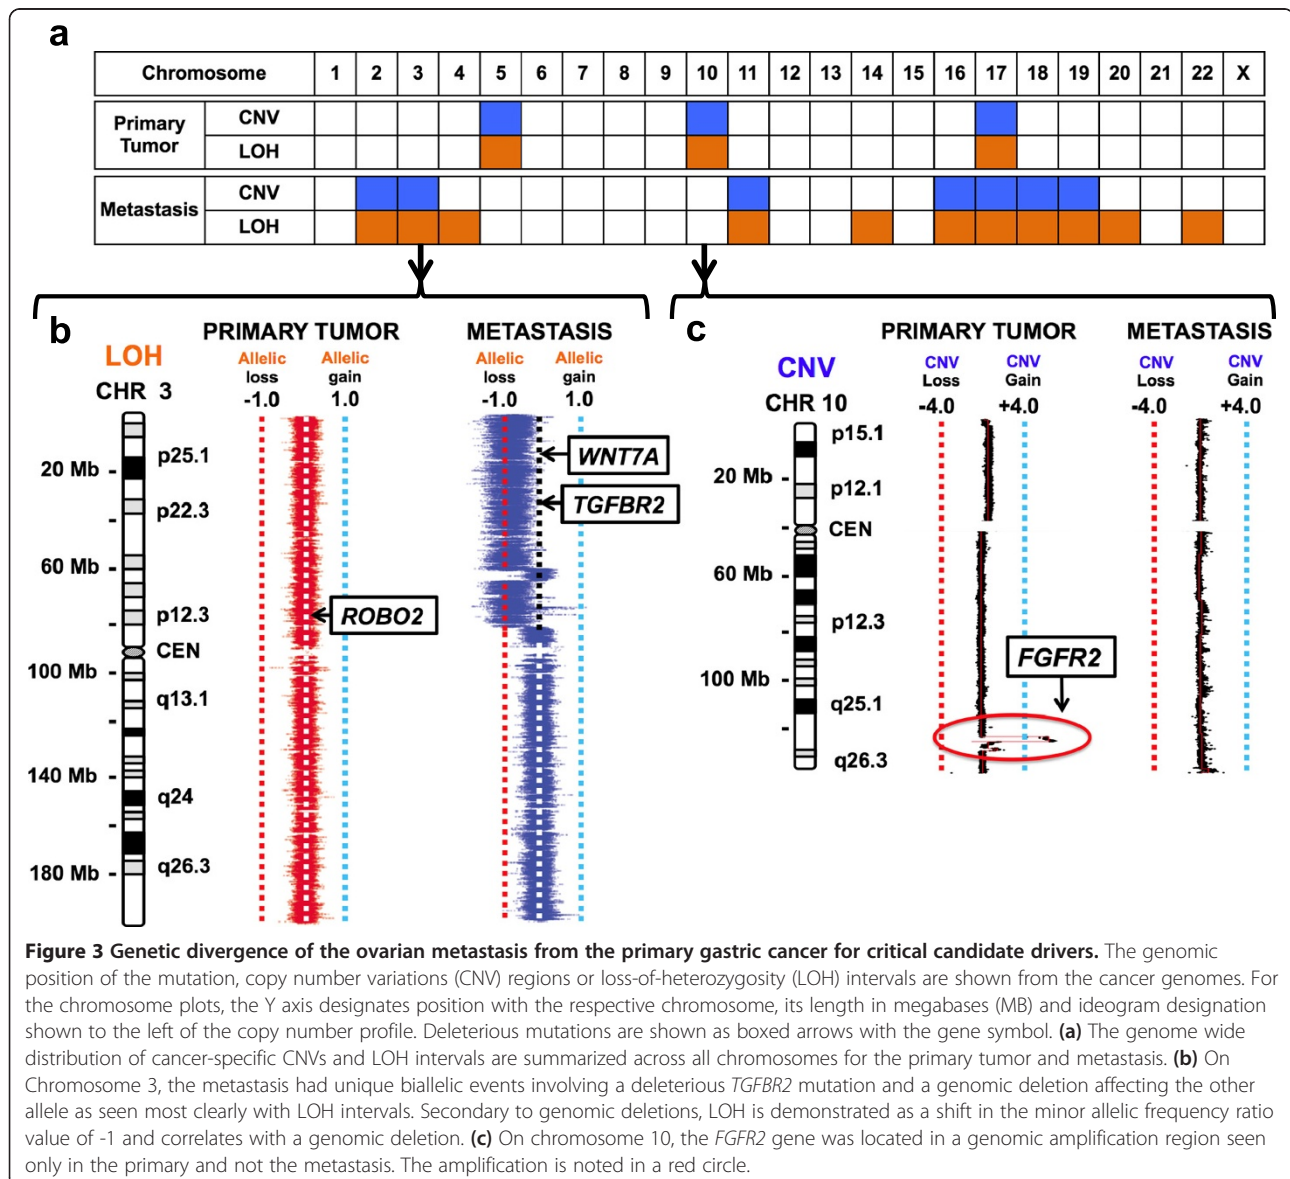 a
Chromosome 1 2 3 4 5 6 7 8 9 10 11 12 13 14 15 16 17 18 19 20 21 22 X
Primary Tumor CNV
LOH
Metastasis CNV
LOH
b
PRIMARY TUMOR METASTASIS
LOH
CHR 3
Allelic loss -1.0
Allelic gain 1.0
Allelic loss -1.0
Allelic gain 1.0
p25.1
20 Mb
p22.3
60 Mb
p12.3
CEN
100 Mb
q13.1
140 Mb
q24
180 Mb
q26.3
WNT7A
TGFBR2
ROBO2
c
PRIMARY TUMOR METASTASIS
CNV
CHR 10
CNV Loss -4.0
CNV Gain +4.0
CNV Loss -4.0
CNV Gain +4.0
p15.1
20 Mb
p12.1
CEN
60 Mb
p12.3
100 Mb
q25.1
q26.3
FGFR2
Figure 3 Genetic divergence of the ovarian metastasis from the primary gastric cancer for critical candidate drivers. The genomic
position of the mutation, copy number variations (CNV) regions or loss-of-heterozygosity (LOH) intervals are shown from the cancer genomes. For
the chromosome plots, the Y axis designates position with the respective chromosome, its length in megabases (MB) and ideogram designation
shown to the left of the copy number profile. Deleterious mutations are shown as boxed arrows with the gene symbol. (a) The genome wide
distribution of cancer-specific CNVs and LOH intervals are summarized across all chromosomes for the primary tumor and metastasis. (b) On
Chromosome 3, the metastasis had unique biallelic events involving a deleterious TGFBR2 mutation and a genomic deletion affecting the other
allele as seen most clearly with LOH intervals. Secondary to genomic deletions, LOH is demonstrated as a shift in the minor allelic frequency ratio
value of -1 and correlates with a genomic deletion. (c) On chromosome 10, the FGFR2 gene was located in a genomic amplification region seen
only in the primary and not the metastasis. The amplification is noted in a red circle.